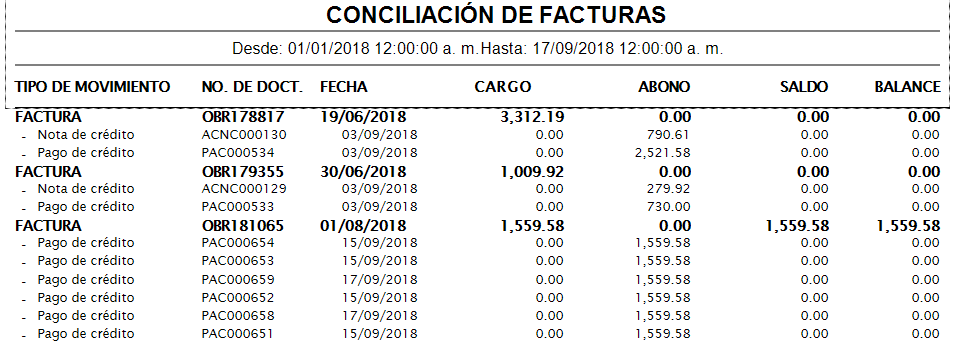 CONCILIACIÓN DE FACTURAS
Desde: 01/01/2018 12:00:00 a. m. Hasta: 17/09/2018 12:00:00 a. m.
TIPO DE MOVIMIENTO NO. DE DOCT. FECHA CARGO ABONO SALDO BALANCE
FACTURA OBR178817 19/06/2018 3,312.19 0.00 0.00 0.00
- Nota de crédito ACNC000130 03/09/2018 0.00 790.61 0.00 0.00
- Pago de crédito PAC000534 03/09/2018 0.00 2,521.58 0.00 0.00
FACTURA OBR179355 30/06/2018 1,009.92 0.00 0.00 0.00
- Nota de crédito ACNC000129 03/09/2018 0.00 279.92 0.00 0.00
- Pago de crédito PAC000533 03/09/2018 0.00 730.00 0.00 0.00
FACTURA OBR181065 01/08/2018 1,559.58 0.00 1,559.58 1,559.58
- Pago de crédito PAC000654 15/09/2018 0.00 1,559.58 0.00 0.00
- Pago de crédito PAC000653 15/09/2018 0.00 1,559.58 0.00 0.00
- Pago de crédito PAC000659 17/09/2018 0.00 1,559.58 0.00 0.00
- Pago de crédito PAC000652 15/09/2018 0.00 1,559.58 0.00 0.00
- Pago de crédito PAC000658 17/09/2018 0.00 1,559.58 0.00 0.00
- Pago de crédito PAC000651 15/09/2018 0.00 1,559.58 0.00 0.00